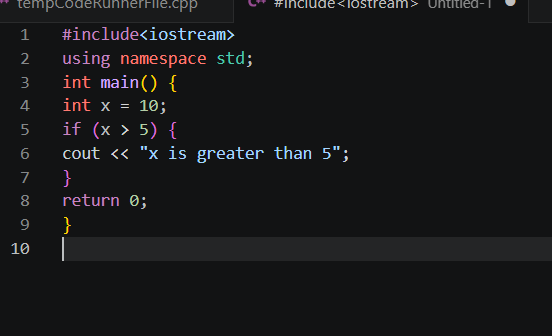 tempCodeRunnerFile.cpp #include<iostream> Untitled-1
1 #include<iostream>
2 using namespace std;
3 int main() {
4 int x = 10;
5 if (x > 5) {
6 cout << "x is greater than 5";
7 }
8 return 0;
9 }
10